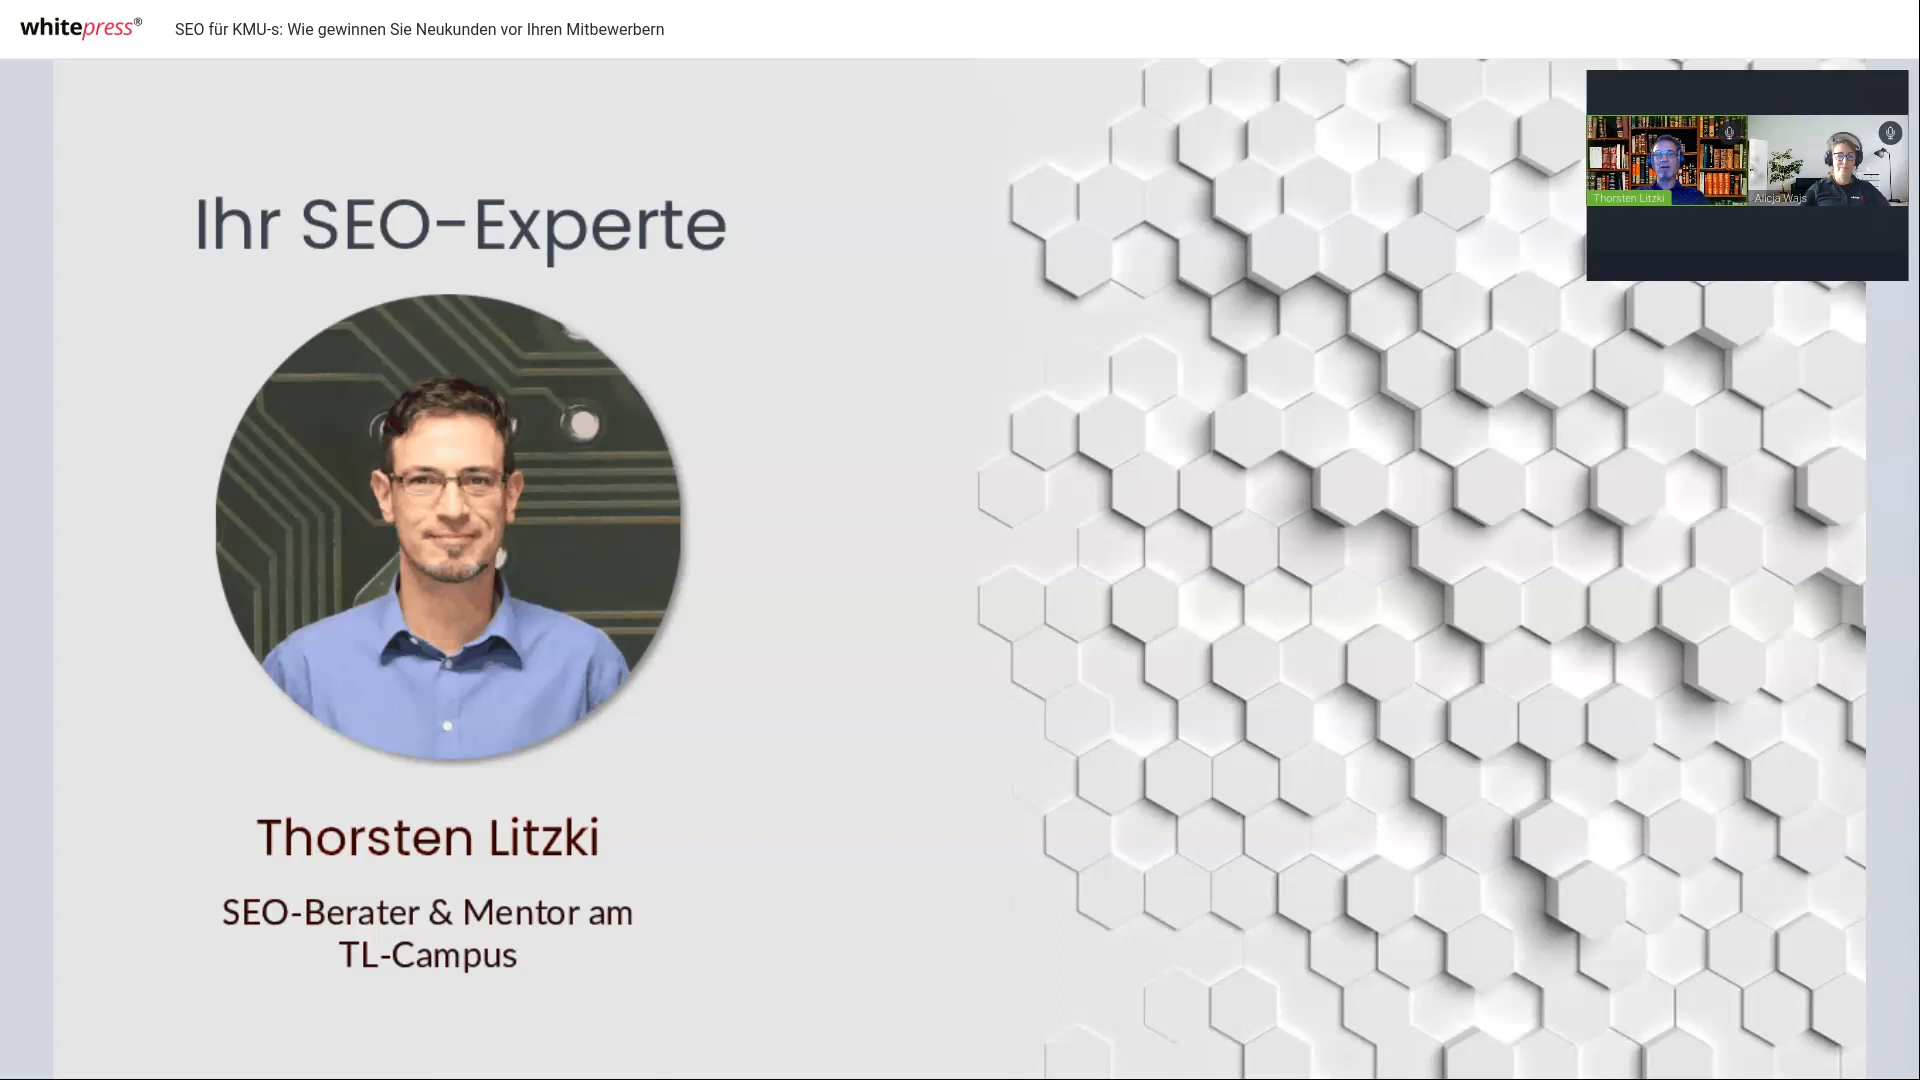 whitepress®
SEO für KMU-s: Wie gewinnen Sie Neukunden vor Ihren Mitbewerbern
Thorsten Litzki
Alicja Wajs
Ihr SEO-Experte
Thorsten Litzki
SEO-Berater & Mentor am
TL-Campus